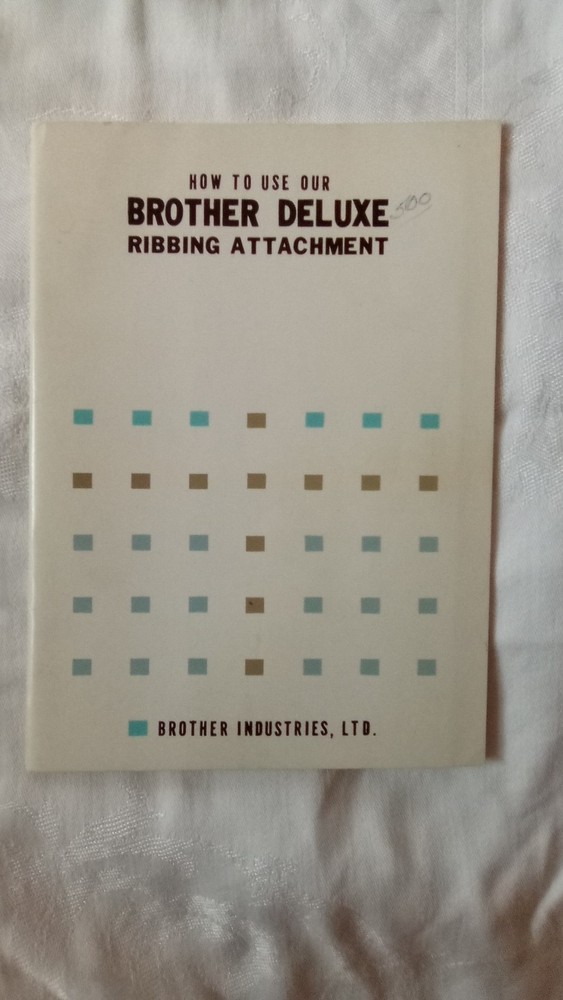 HOW TO USE OUR
BROTHER DELUXE
RIBBING ATTACHMENT
BROTHER INDUSTRIES, LTD.